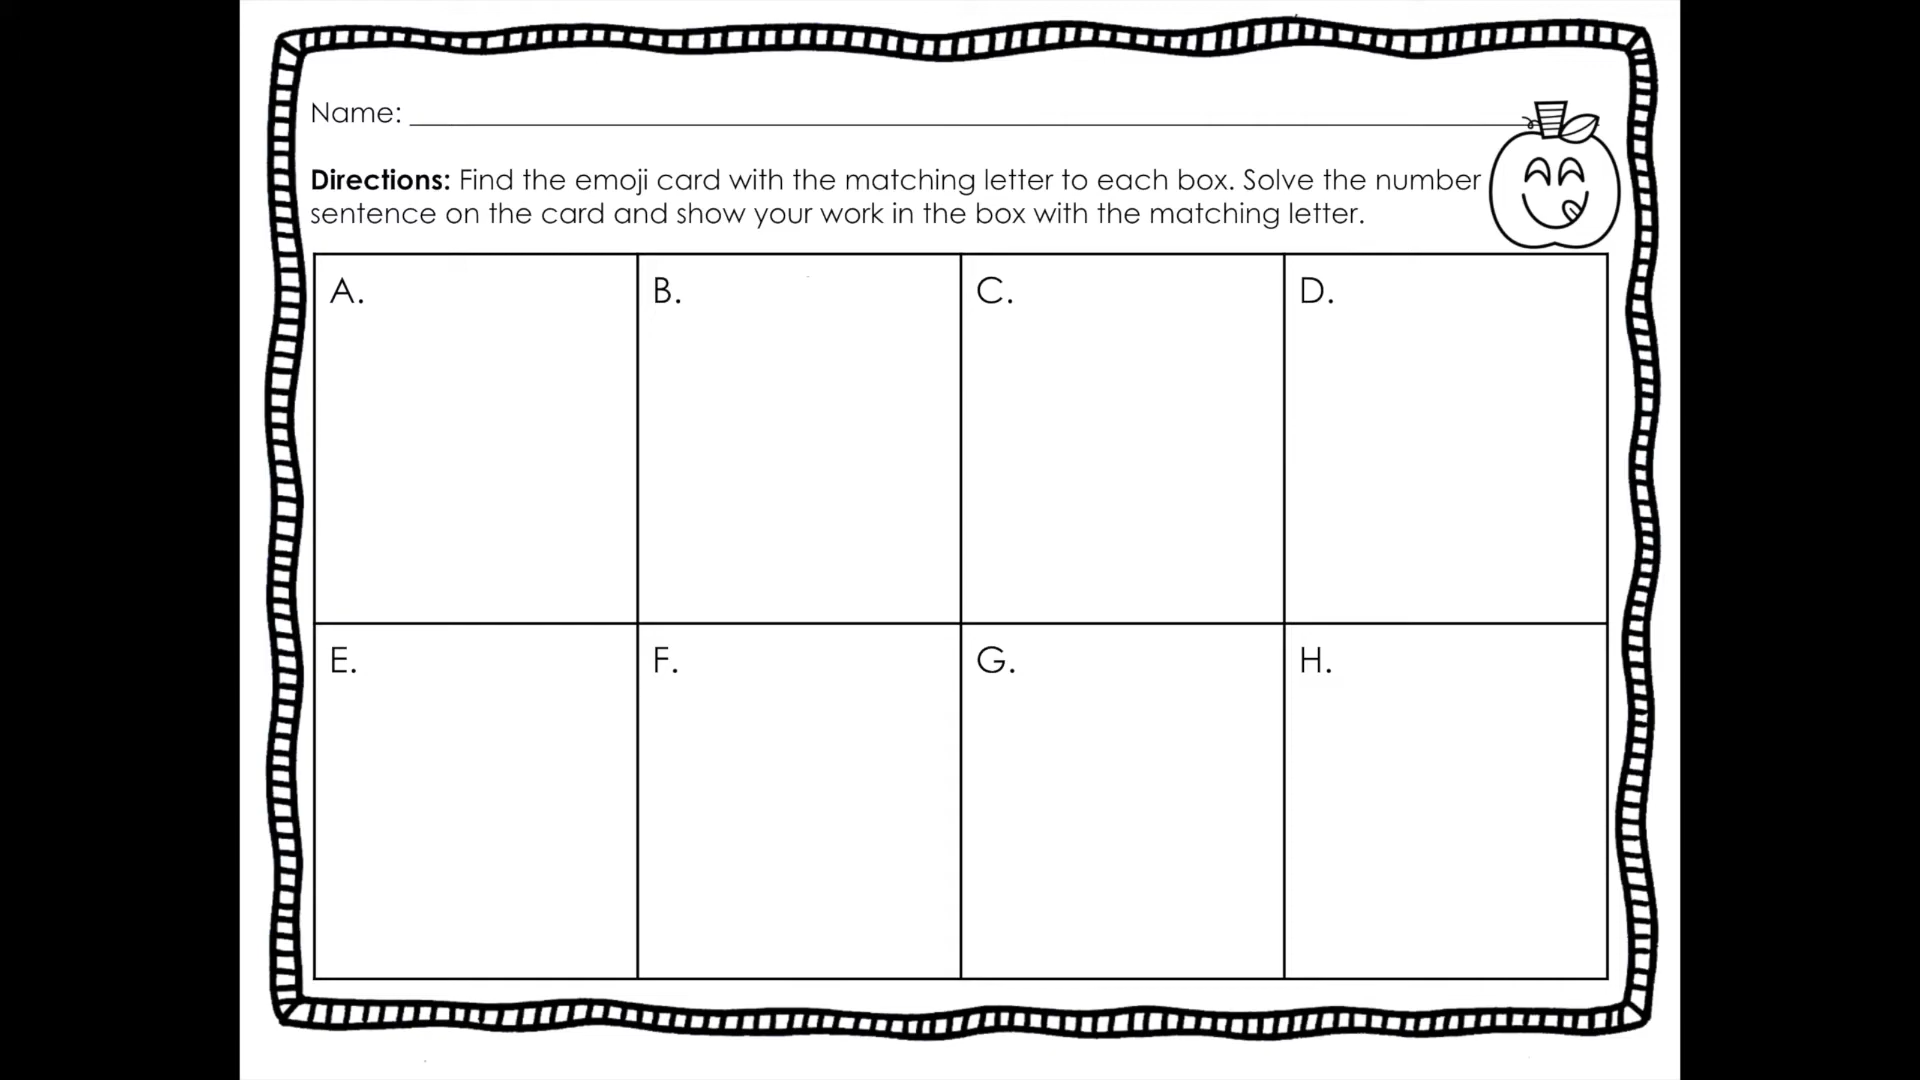 Name:
Directions: Find the emoji card with the matching letter to each box. Solve the number
sentence on the card and show your work in the box with the matching letter.
A.
B.
C.
D.
E.
F.
G.
H.